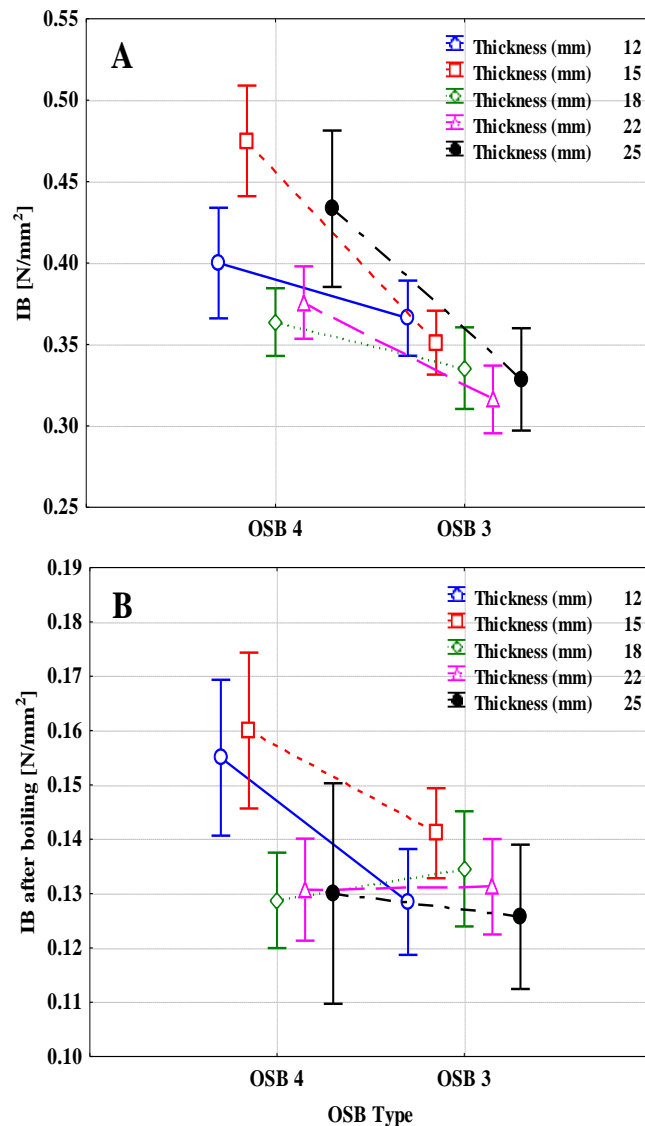 A
Thickness (mm) 12
Thickness (mm) 15
Thickness (mm) 18
Thickness (mm) 22
Thickness (mm) 25
0.55
0.50
0.45
0.40
0.35
0.30
0.25
IB [N/mm²]
OSB 4 OSB 3
B
Thickness (mm) 12
Thickness (mm) 15
Thickness (mm) 18
Thickness (mm) 22
Thickness (mm) 25
0.19
0.18
0.17
0.16
0.15
0.14
0.13
0.12
0.11
0.10
IB after boiling [N/mm²]
OSB 4 OSB 3
OSB Type